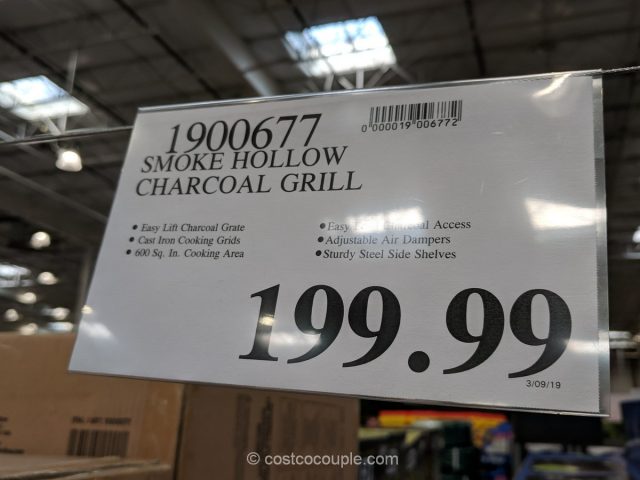 1900677
0 000019 006772
SMOKE HOLLOW
CHARCOAL GRILL
• Easy Lift Charcoal Grate
• Cast Iron Cooking Grids
• 600 Sq. In. Cooking Area
• Easy Charcoal Access
• Adjustable Air Dampers
• Sturdy Steel Side Shelves
199.99
3/09/19
© costcocouple.com